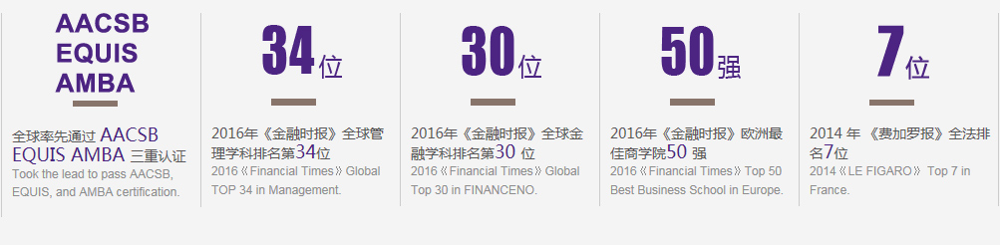 AACSB
EQUIS
AMBA
全球率先通过 AACSB
EQUIS AMBA 三重认证
Took the lead to pass AACSB,
EQUIS, and AMBA certification.
34位
2016年《金融时报》全球管
理学科排名第34位
2016《Financial Times》Global
TOP 34 in Management.
30位
2016年《金融时报》全球金
融学科排名第30 位
2016《Financial Times》Global
Top 30 in FINANCENO.
50强
2016年《金融时报》欧洲最
佳商学院50 强
2016《Financial Times》Top 50
Best Business School in Europe.
7位
2014 年 《费加罗报》全法排
名7位
2014《LE FIGARO》 Top 7 in
France.